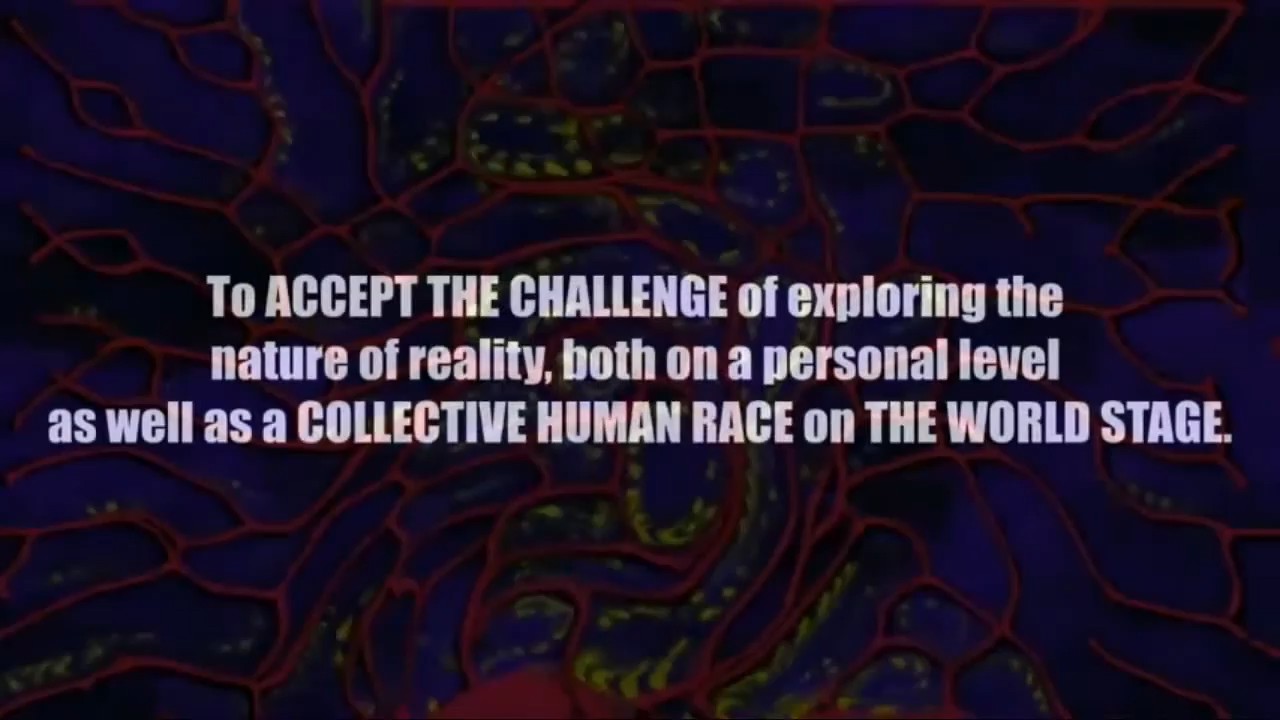 To ACCEPT THE CHALLENGE of exploring the
nature of reality, both on a personal level
as well as a COLLECTIVE HUMAN RACE on THE WORLD STAGE.